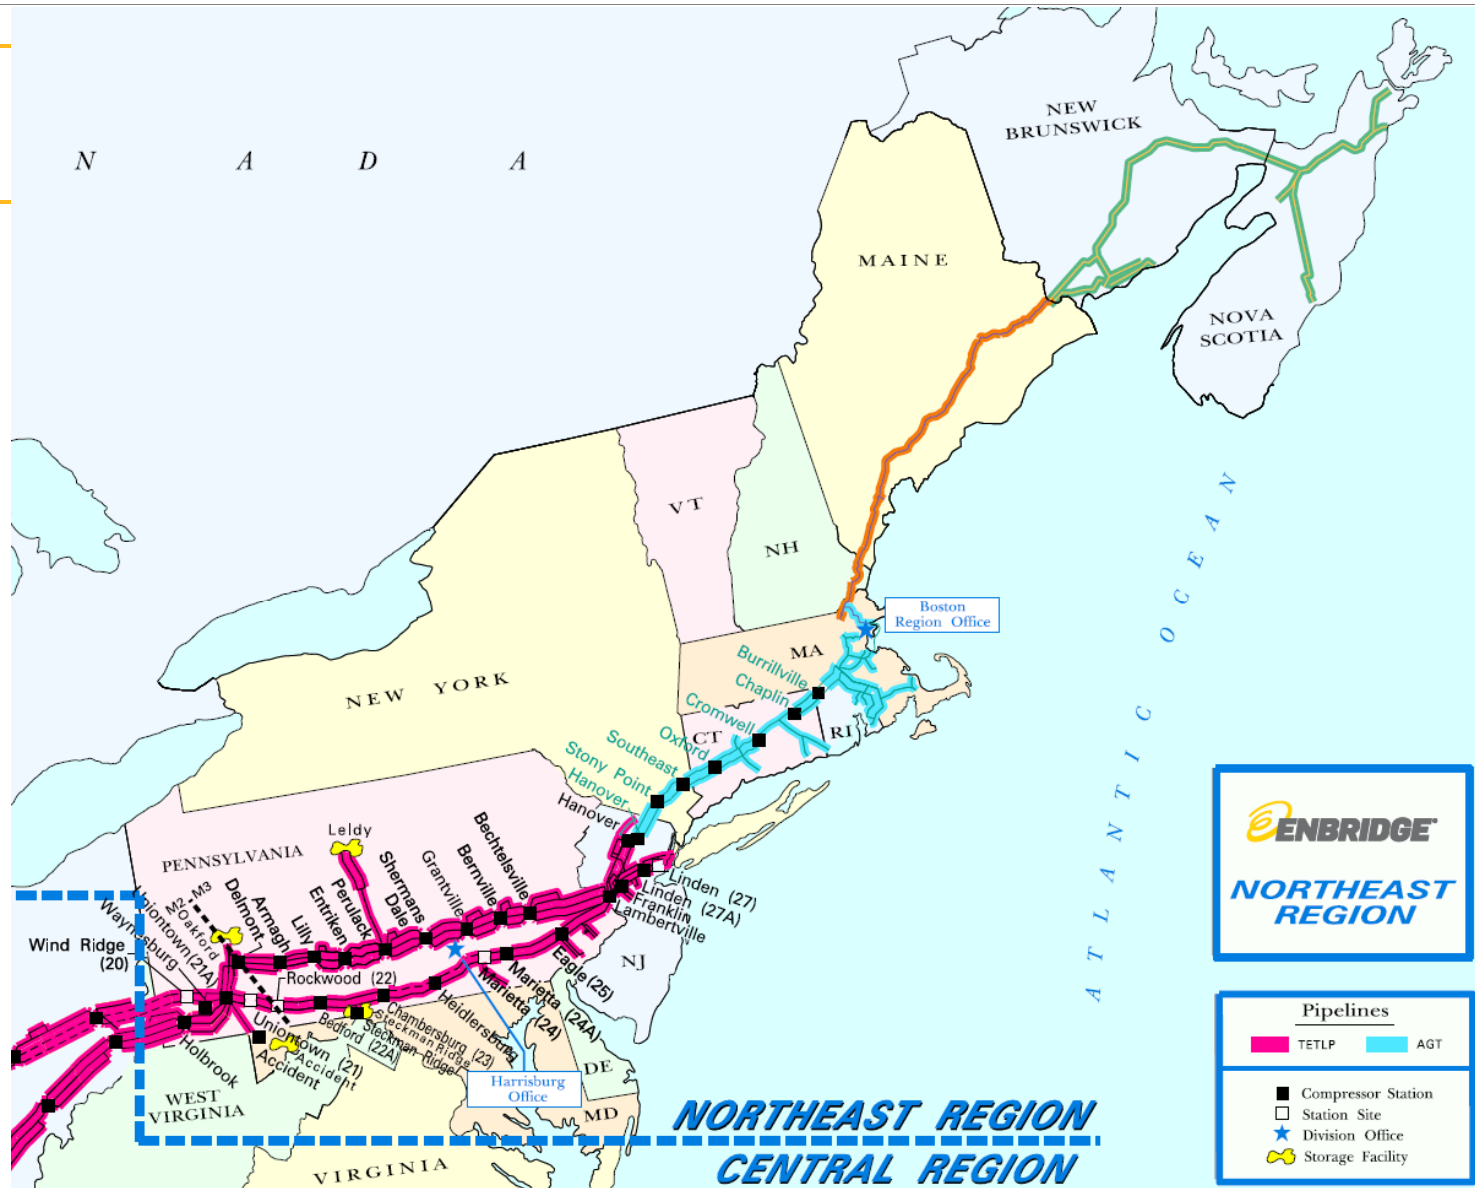 N A D A
NEW
BRUNSWICK
MAINE
NOVA
SCOTIA
VT
NH
ATLANTIC OCEAN
Boston
Region Office
MA
NEW YORK
Burrillville
Chaplin
Cromwell
Oxford
Southeast
Stony Point
Hanover
Hanover
CT
RI
PENNSYLVANIA
Leldy
Bechtelsville
Bernville
Grantville
Shermans
Dale
Perulack
Entriken
Lilly
Armagh
Delmont
Oakford
M2 M3
Uniontown (21A)
Waynesburg
Wind Ridge
(20)
Linden (27)
Linden (27A)
Franklin
Lambertville
NJ
Eagle (25)
Marietta (24A)
Marietta (24)
Heidlersburg
Rockwood (22)
Chambersburg (23)
Steckman Ridge
Steckman Ridge
Bedford (22A)
Uniontown (21)
Accident
Accident
Holbrook
WEST
VIRGINIA
DE
MD
Harrisburg
Office
VIRGINIA
NORTHEAST REGION
CENTRAL REGION
ENBRIDGE
NORTHEAST
REGION
Pipelines
TETLP AGT
Compressor Station
Station Site
Division Office
Storage Facility